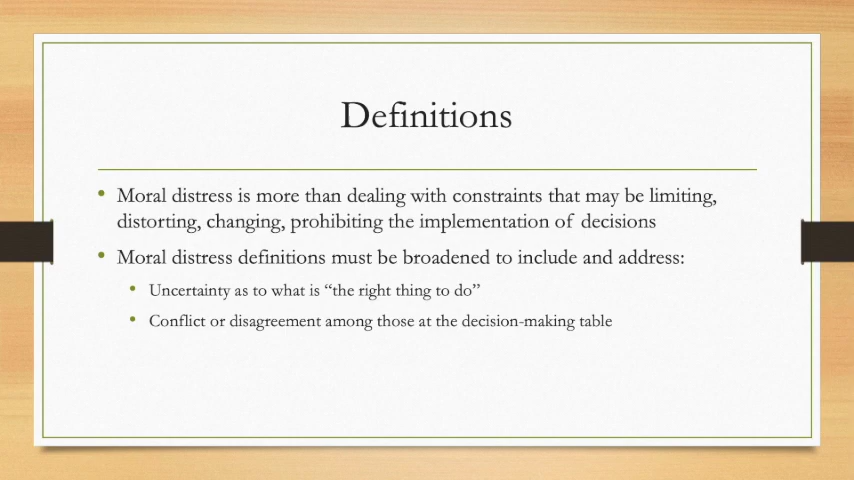 Definitions
• Moral distress is more than dealing with constraints that may be limiting,
distorting, changing, prohibiting the implementation of decisions
• Moral distress definitions must be broadened to include and address:
• Uncertainty as to what is “the right thing to do”
• Conflict or disagreement among those at the decision-making table